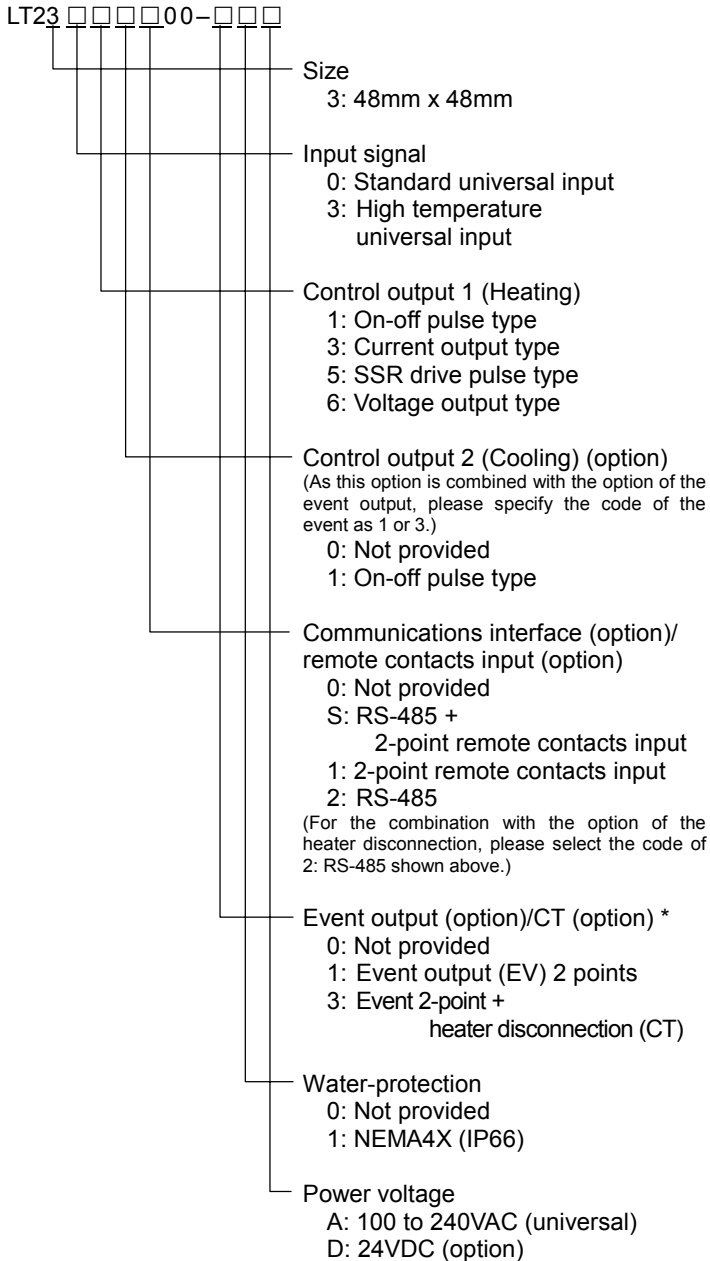 LT23 □ □ □ □ 0 0 – □ □ □
Size
3: 48mm x 48mm
Input signal
0: Standard universal input
3: High temperature
universal input
Control output 1 (Heating)
1: On-off pulse type
3: Current output type
5: SSR drive pulse type
6: Voltage output type
Control output 2 (Cooling) (option)
(As this option is combined with the option of the
event output, please specify the code of the
event as 1 or 3.)
0: Not provided
1: On-off pulse type
Communications interface (option)/
remote contacts input (option)
0: Not provided
S: RS-485 +
2-point remote contacts input
1: 2-point remote contacts input
2: RS-485
(For the combination with the option of the
heater disconnection, please select the code of
2: RS-485 shown above.)
Event output (option)/CT (option) *
0: Not provided
1: Event output (EV) 2 points
3: Event 2-point +
heater disconnection (CT)
Water-protection
0: Not provided
1: NEMA4X (IP66)
Power voltage
A: 100 to 240VAC (universal)
D: 24VDC (option)